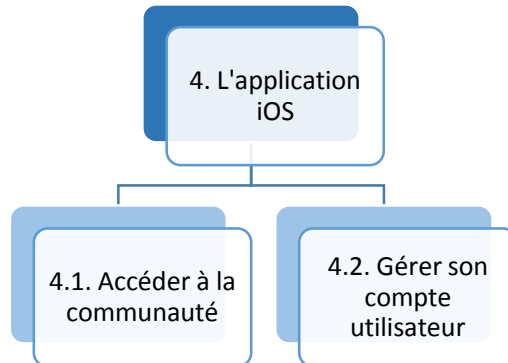 4. L'application
iOS
4.1. Accéder à la
communauté
4.2. Gérer son
compte
utilisateur